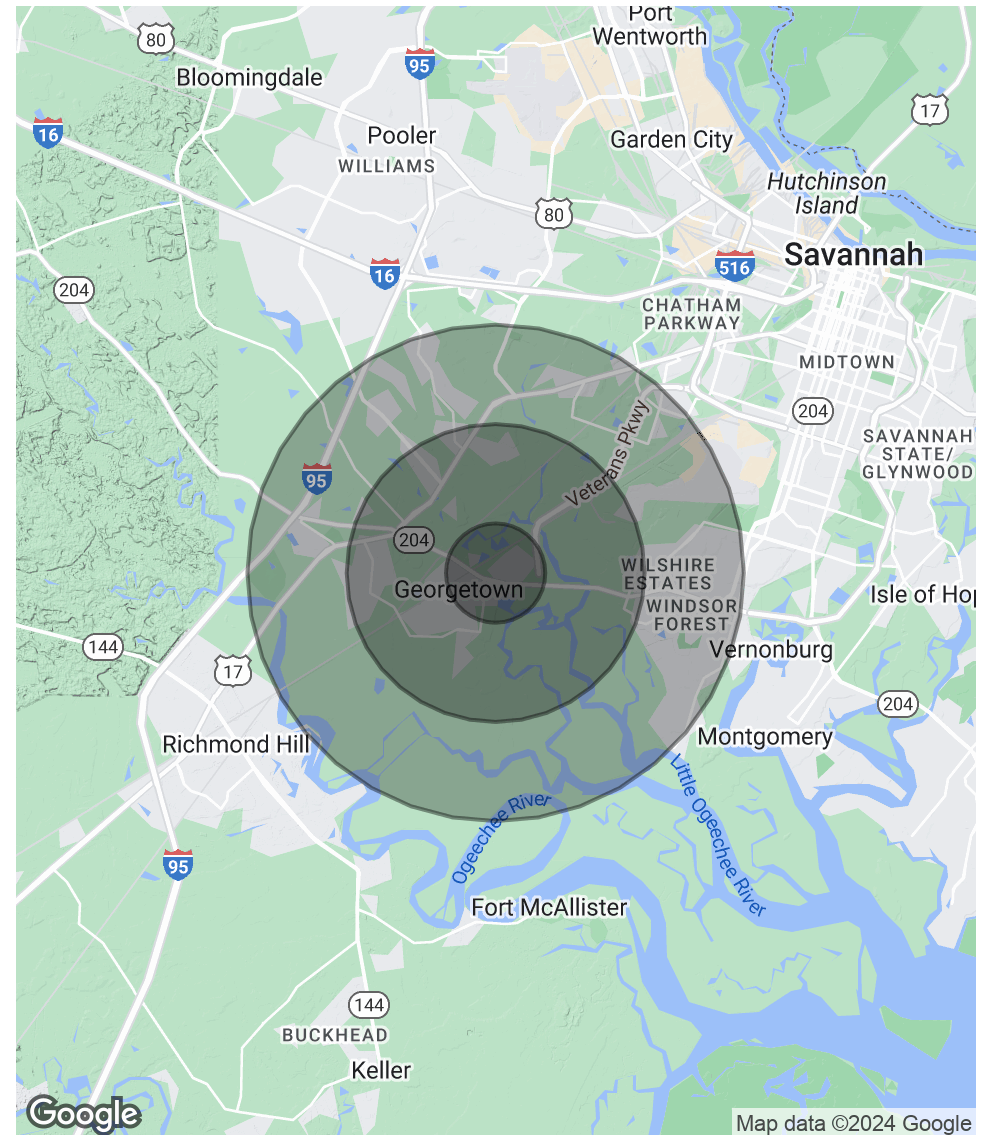 Port
Wentworth
80
95
Bloomingdale
17
16
Pooler
Garden City
WILLIAMS
Hutchinson
Island
80
Savannah
516
16
204
CHATHAM
PARKWAY
MIDTOWN
204
Veterans Pkwy
SAVANNAH
STATE/
GLYNWOOD
95
204
WILSHIRE
ESTATES
Georgetown
Isle of Hop
WINDSOR
FOREST
144
Vernonburg
17
204
Richmond Hill
Montgomery
Little Ogeechee River
Ogeechee River
95
Fort McAllister
144
BUCKHEAD
Keller
Google
Map data ©2024 Google